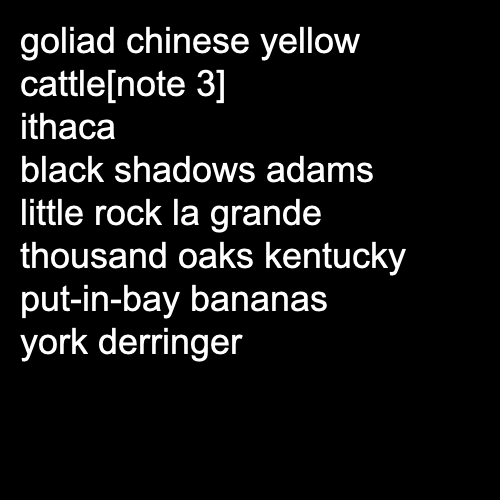 goliad chinese yellow
cattle[note 3]
ithaca
black shadows adams
little rock la grande
thousand oaks kentucky
put-in-bay bananas
york derringer